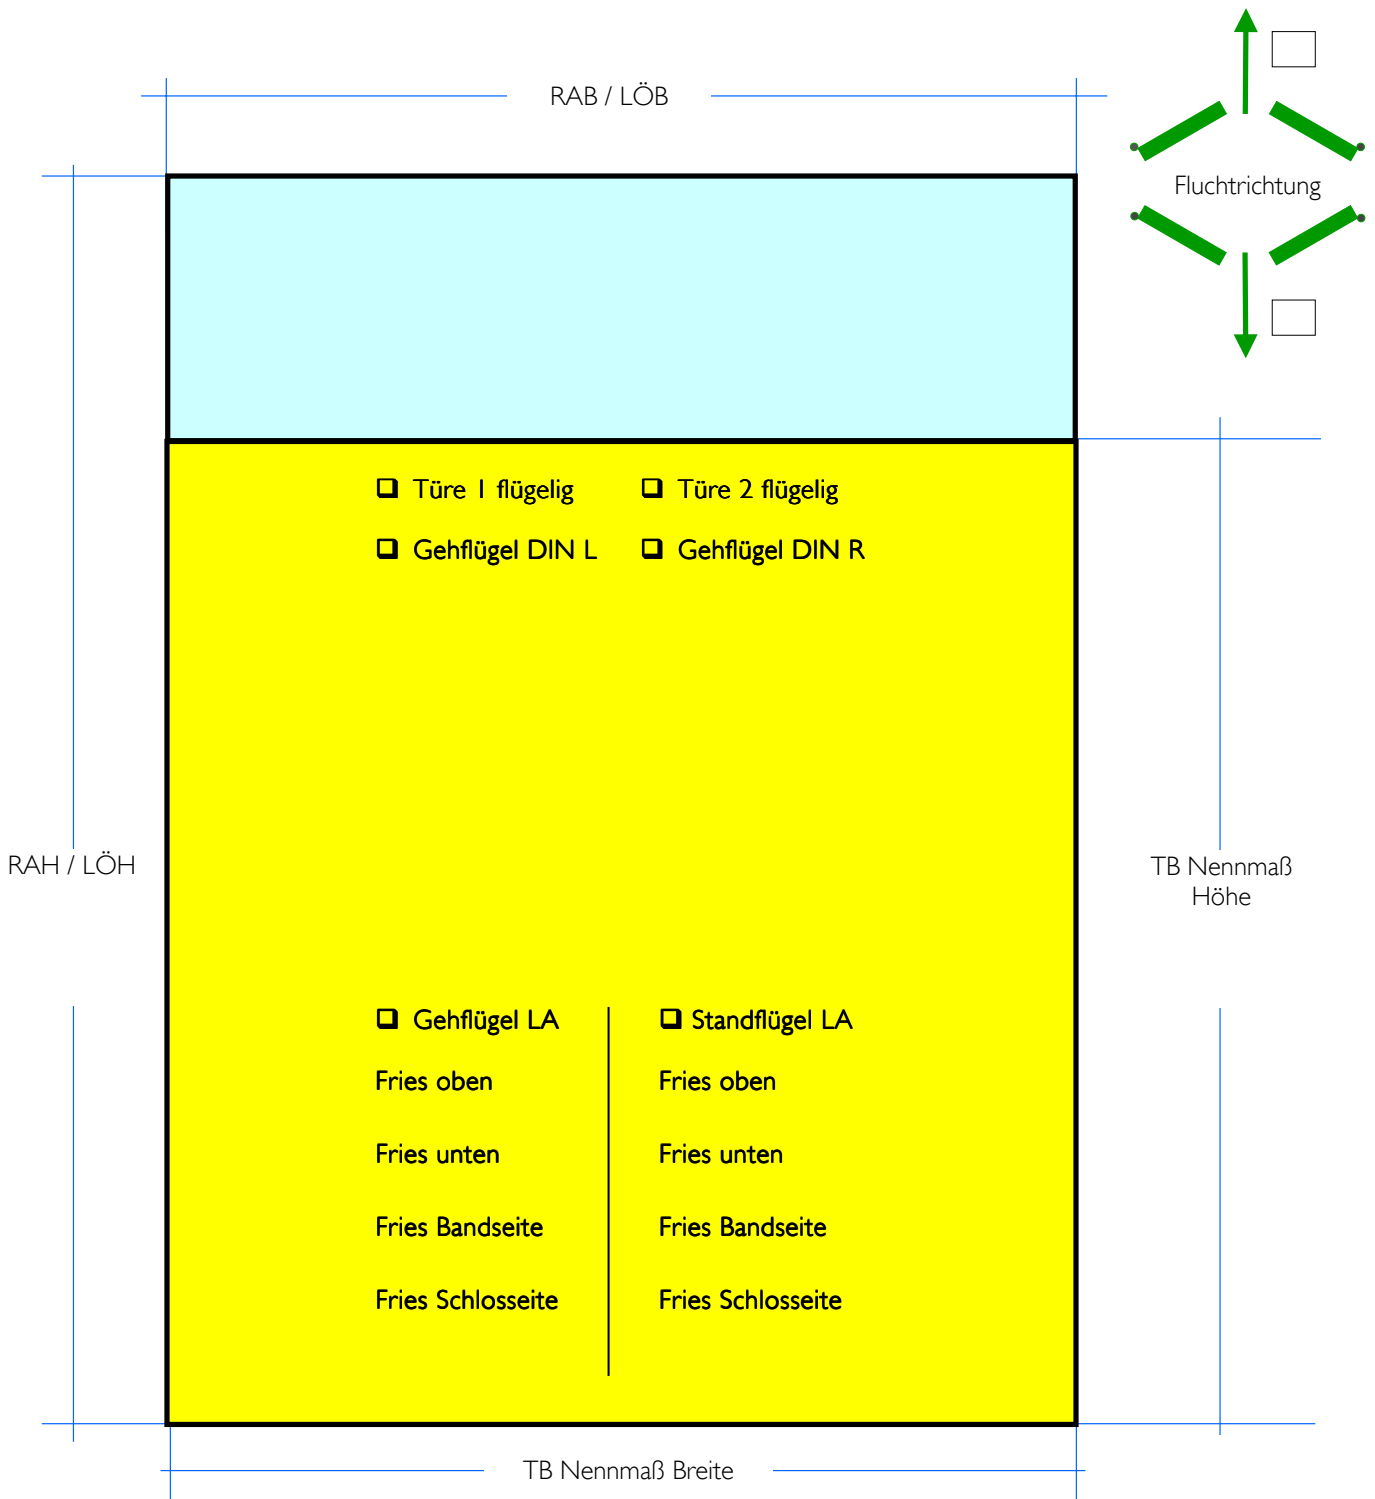 RAB / LÖB
Fluchtrichtung
Türe 1 flügelig
Türe 2 flügelig
Gehflügel DIN L
Gehflügel DIN R
RAH / LÖH
TB Nennmaß
Höhe
Gehflügel LA
Standflügel LA
Fries oben
Fries oben
Fries unten
Fries unten
Fries Bandseite
Fries Bandseite
Fries Schlosseite
Fries Schlosseite
TB Nennmaß Breite